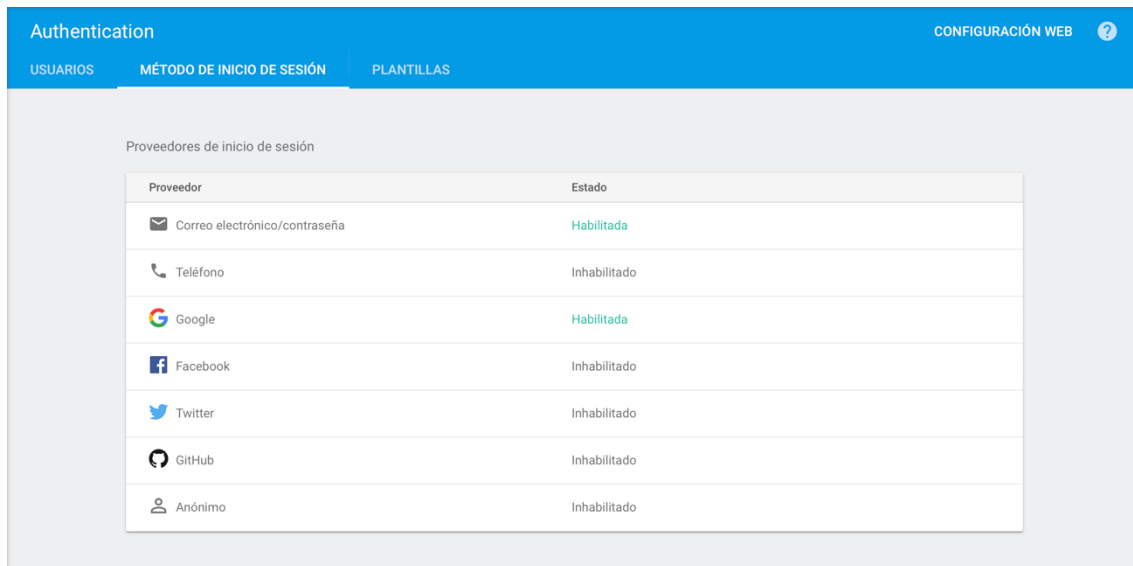 Authentication
CONFIGURACIÓN WEB
USUARIOS MÉTODO DE INICIO DE SESIÓN PLANTILLAS
Proveedores de inicio de sesión
Proveedor Estado
Correo electrónico/contraseña Habilitada
Teléfono Inhabilitado
Google Habilitada
Facebook Inhabilitado
Twitter Inhabilitado
GitHub Inhabilitado
Anónimo Inhabilitado